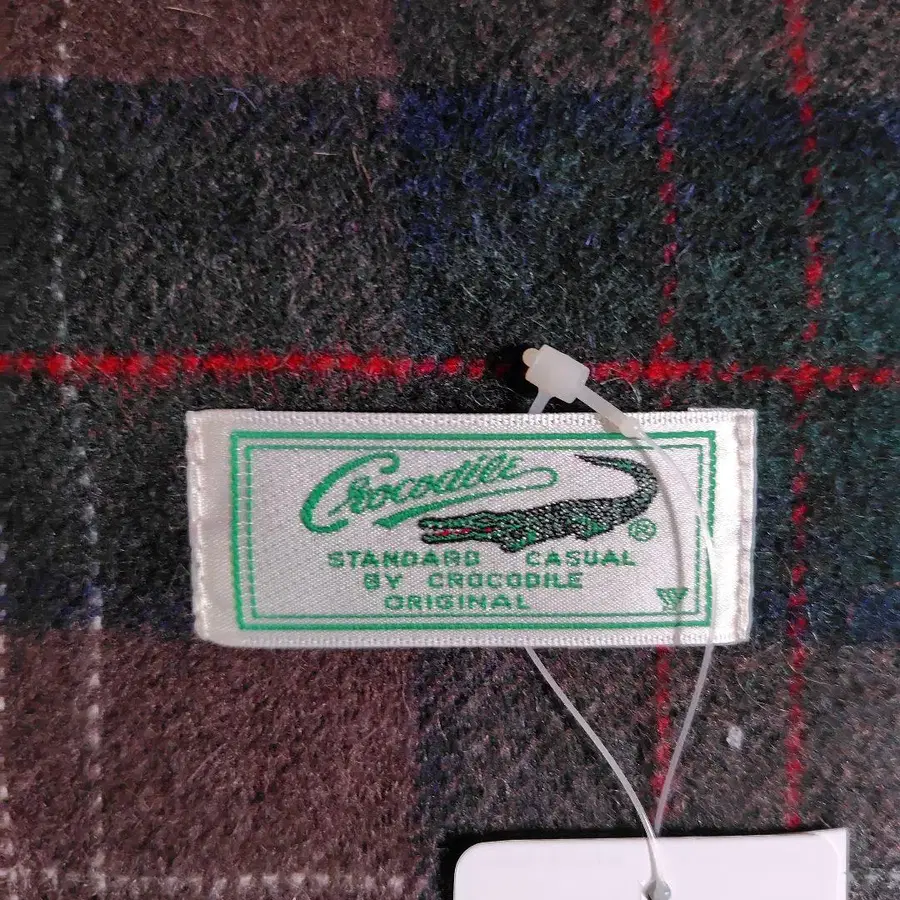 Crocodile ®
STANDARD CASUAL
BY CROCODILE
ORIGINAL